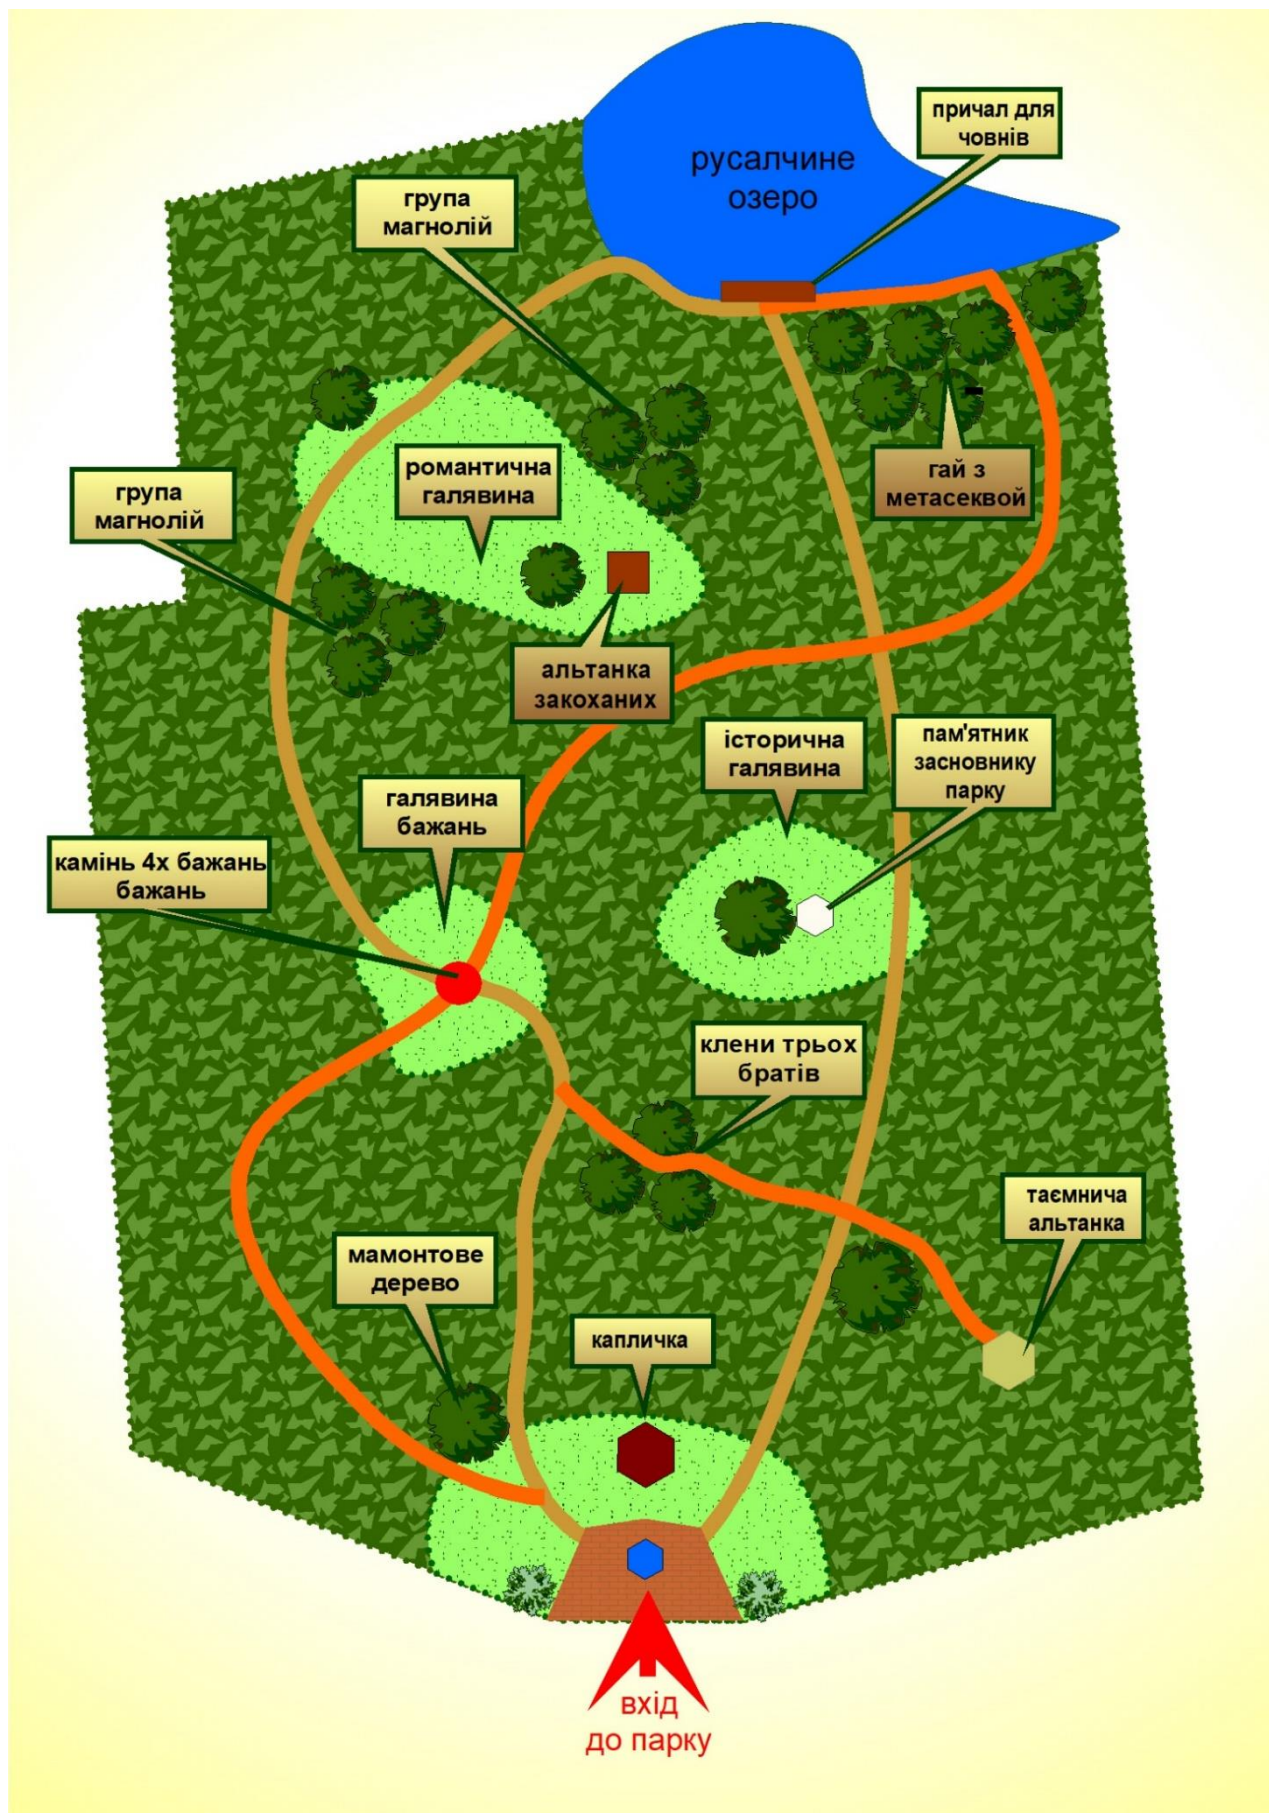 причал для
човнів
русалчине
озеро
група
магнолій
романтична
галявина
гай з
метасеквой
група
магнолій
альтанка
закоханих
історична
галявина
пам'ятник
засновнику
парку
галявина
бажань
камінь 4х бажань
бажань
клени трьох
братів
таємнича
альтанка
мамонтове
дерево
капличка
вхід
до парку